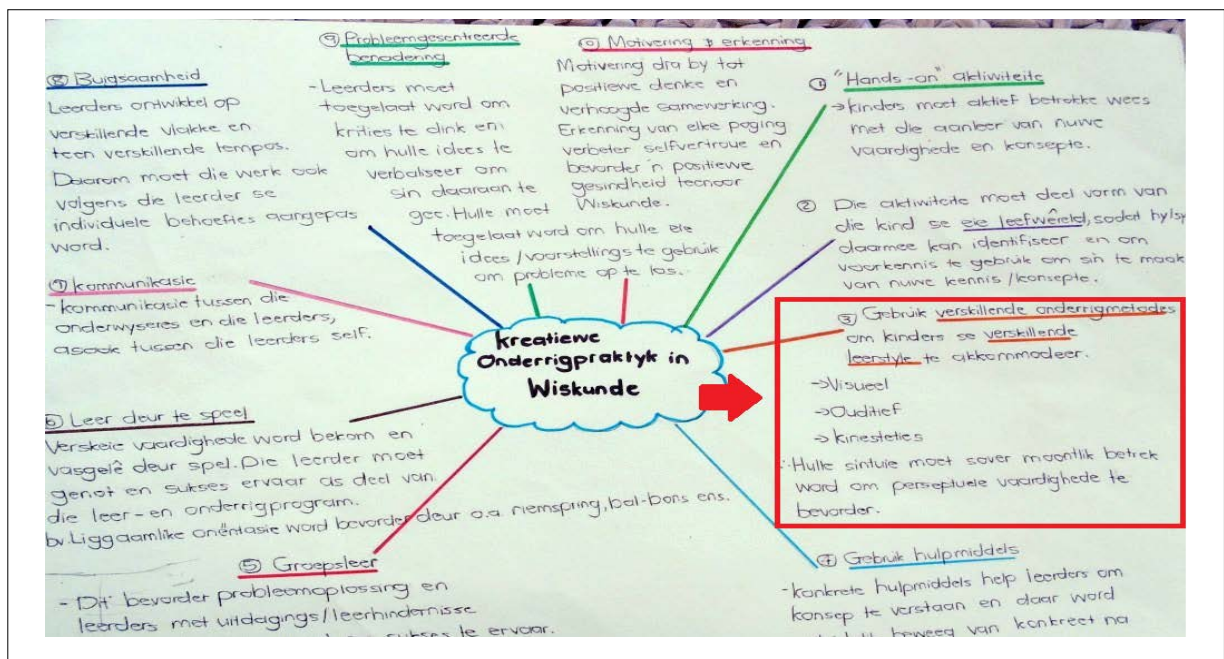 ⑨ Probleemgesentreerde
benadering
-Leerders moet
toegelaat word om
krities te dink en
om hulle idees te
verbaliseer om
sin daaraan te
gee. Hulle moet
toegelaat word om hulle eie
idees/voorstellings te gebruik
om probleme op te los.
Motivering $ erkenning
Motivering dra by tot
positiewe denke en
verhoogde samewerking.
Erkenning van elke poging
verbeter selfvertroue en
bevorder 'n positiewe
gesindheid teenoor
Wiskunde.
① "Hands-on" aktiwiteite
→kinders moet aktief betrokke wees
met die aanleer van nuwe
vaardighede en konsepte.
② Die aktiwiteite moet deel vorm van
die kind se eie leefwêreld, sodat hy/sy
daarmee kan identifiseer en om
voorkennis te gebruik om sin te maak
van nuwe kennis/konsepte.
③ Gebruik verskillende onderrigmetodes
om kinders se verskillende
leerstyle te akkommodeer.
→Visueel
→Ouditief
→kinesteties
∴Hulle sintuie moet sover moontlik betrek
word om perseptuele vaardighede te
bevorder.
④ Gebruik hulpmiddels
-konkrete hulpmiddels help leerders om
konsepte te verstaan en daar word
beweeg van konkreet na
⑤ Groepsleer
- Dit bevorder probleemoplossing en
leerders met uitdagings/leerhindernisse
sukses te ervaar.
⑥ Leer deur te speel
Verskeie vaardighede word bekom en
vasgelê deur spel. Die leerder moet
genot en sukses ervaar as deel van
die leer-en onderrigprogram.
bv. Liggaamlike oriëntasie word bevorder deur o.a riemspring, bal-bons ens.
⑦ kommunikasie
-kommunikasie tussen die
onderwyseres en die leerders,
asook tussen die leerders self.
⑧ Buigsaamheid
Leerders ontwikkel op
verskillende vlakke en
teen verskillende tempos.
Daarom moet die werk ook
volgens die leerder se
individuele behoeftes aangepas
word.
kreatiewe
Onderrigpraktyk in
Wiskunde